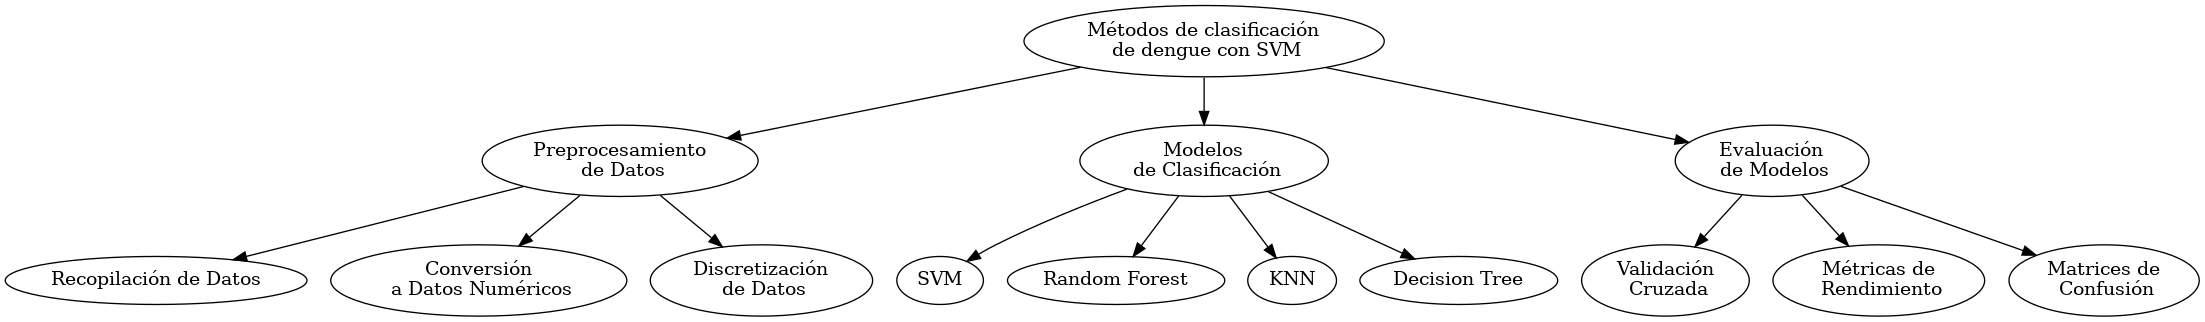 Métodos de clasificación
de dengue con SVM
Preprocesamiento
de Datos
Modelos
de Clasificación
Evaluación
de Modelos
Recopilación de Datos
Conversión
a Datos Numéricos
Discretización
de Datos
SVM
Random Forest
KNN
Decision Tree
Validación
Cruzada
Métricas de
Rendimiento
Matrices de
Confusión